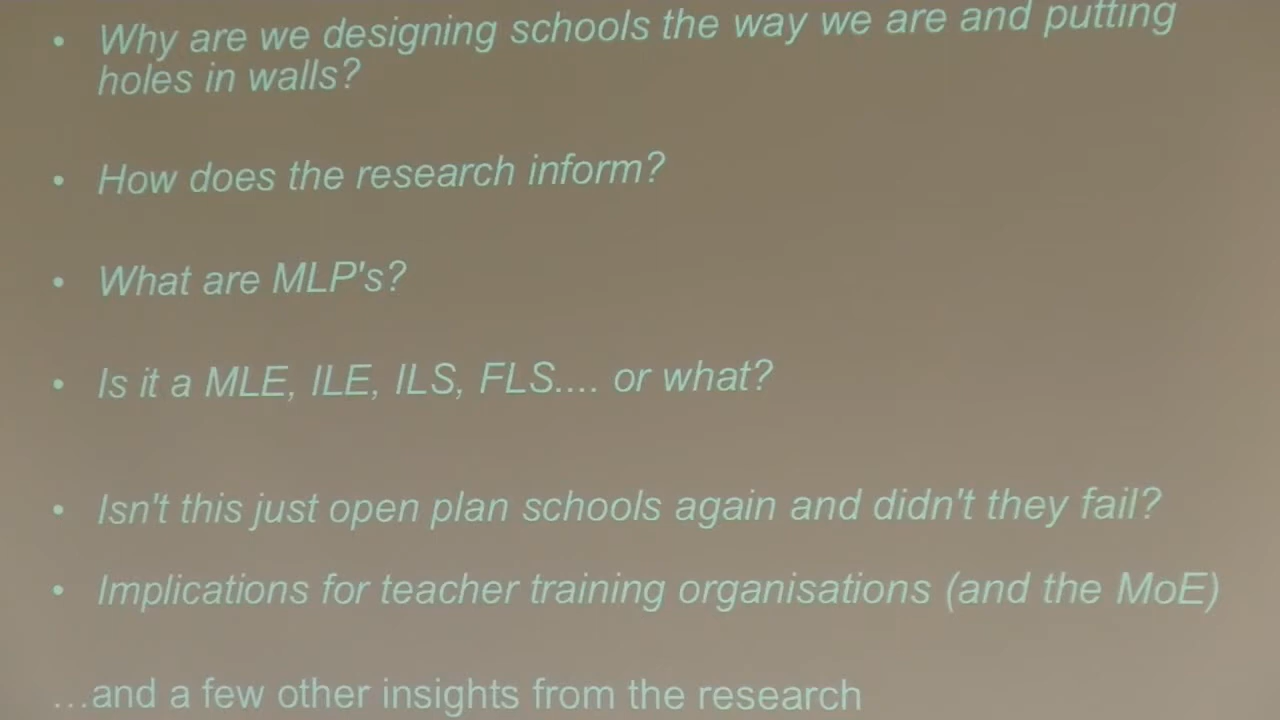 • Why are we designing schools the way we are and putting
holes in walls?
• How does the research inform?
• What are MLP's?
• Is it a MLE, ILE, ILS, FLS.... or what?
• Isn't this just open plan schools again and didn't they fail?
• Implications for teacher training organisations (and the MoE)
...and a few other insights from the research